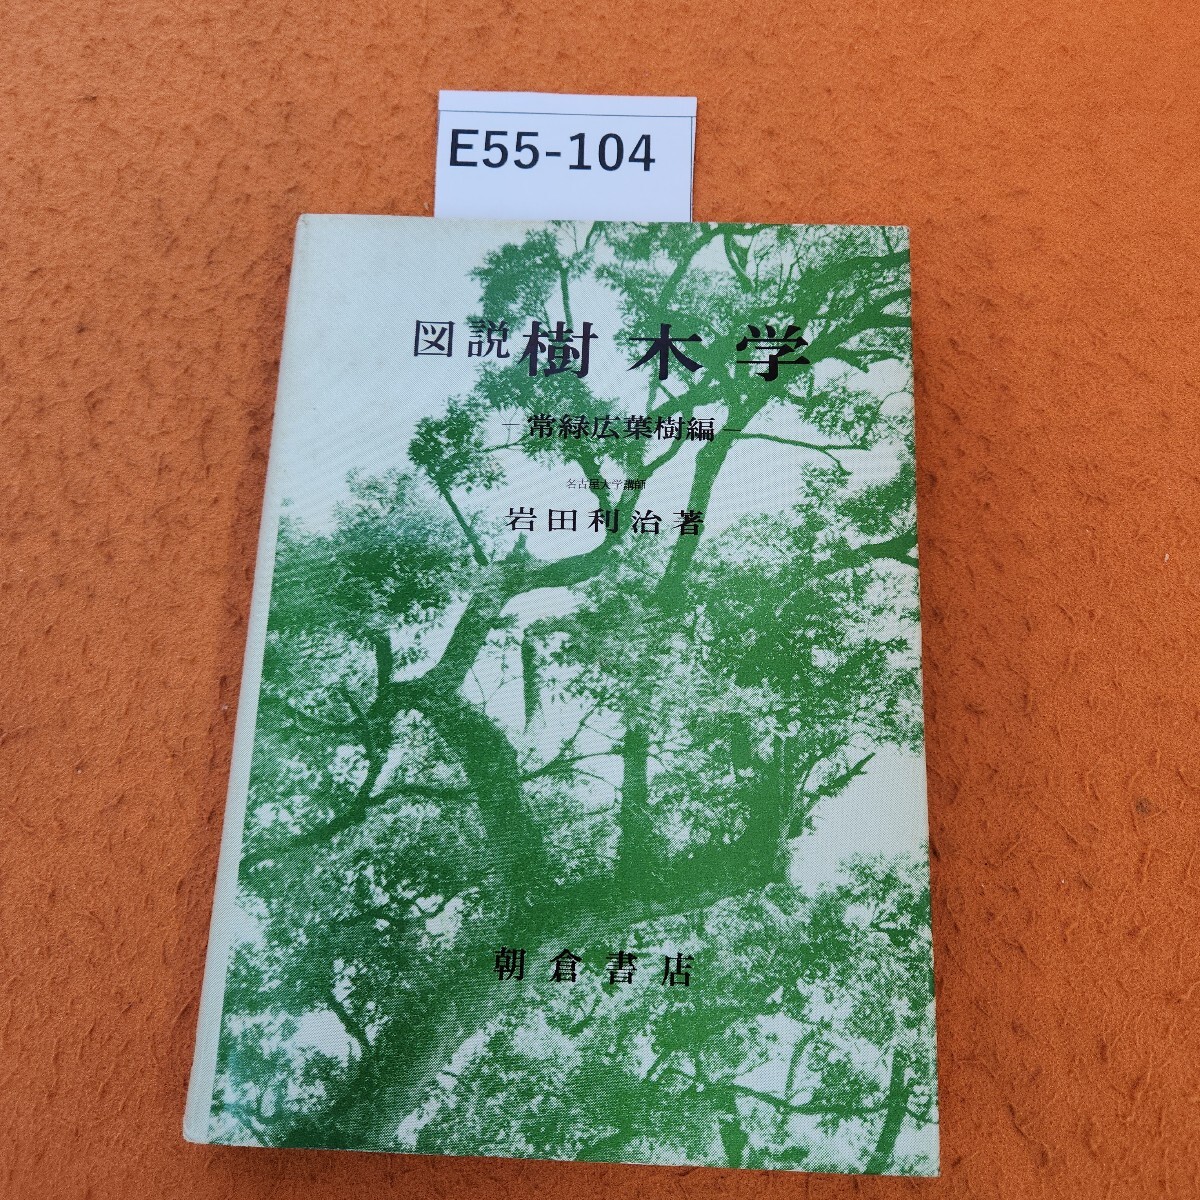 E55-104
図説 樹木学
─常緑広葉樹編─
名古屋大学講師
岩田利治著
朝倉書店